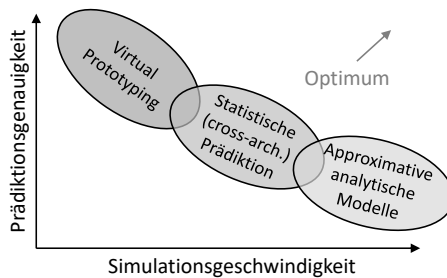 Prädiktionsgenauigkeit
Virtual
Prototyping
Optimum
Statistische
(cross-arch.)
Prädiktion
Approximative
analytische
Modelle
Simulationsgeschwindigkeit